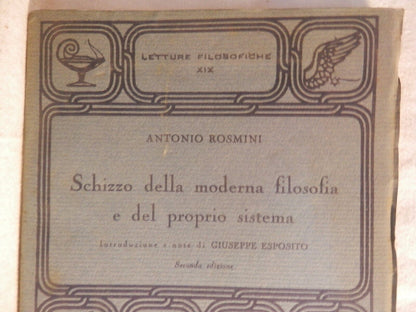 LETTURE FILOSOFICHE
XIX
ANTONIO ROSMINI
Schizzo della moderna filosofia
e del proprio sistema
Introduzione e note di GIUSEPPE ESPOSITO
Seconda edizione